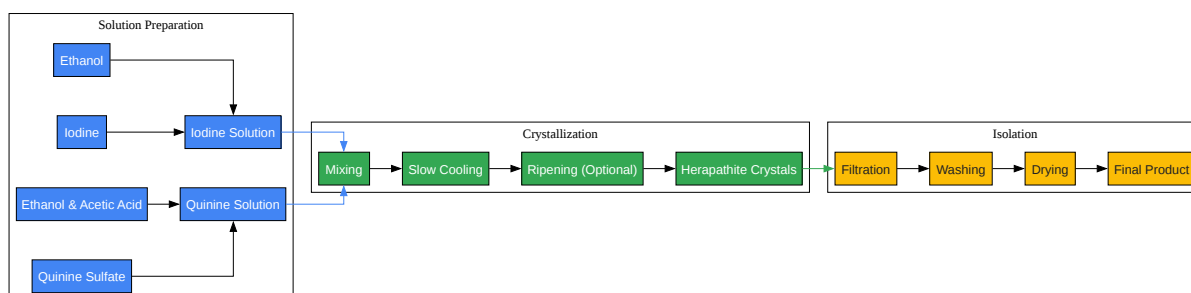 Solution Preparation
Ethanol
Iodine
Iodine Solution
Ethanol & Acetic Acid
Quinine Solution
Quinine Sulfate
Crystallization
Mixing
Slow Cooling
Ripening (Optional)
Herapathite Crystals
Isolation
Filtration
Washing
Drying
Final Product